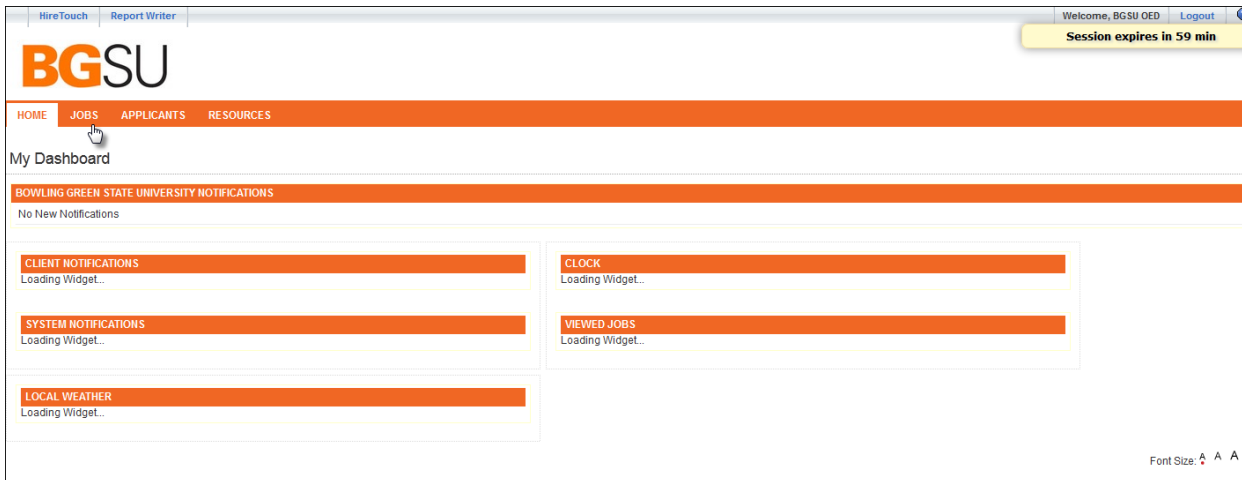 HireTouch Report Writer Welcome, BGSU OED Logout
Session expires in 59 min
BGSU
HOME JOBS APPLICANTS RESOURCES
My Dashboard
BOWLING GREEN STATE UNIVERSITY NOTIFICATIONS
No New Notifications
CLIENT NOTIFICATIONS
Loading Widget...
CLOCK
Loading Widget...
SYSTEM NOTIFICATIONS
Loading Widget...
VIEWED JOBS
Loading Widget...
LOCAL WEATHER
Loading Widget...
Font Size: A A A